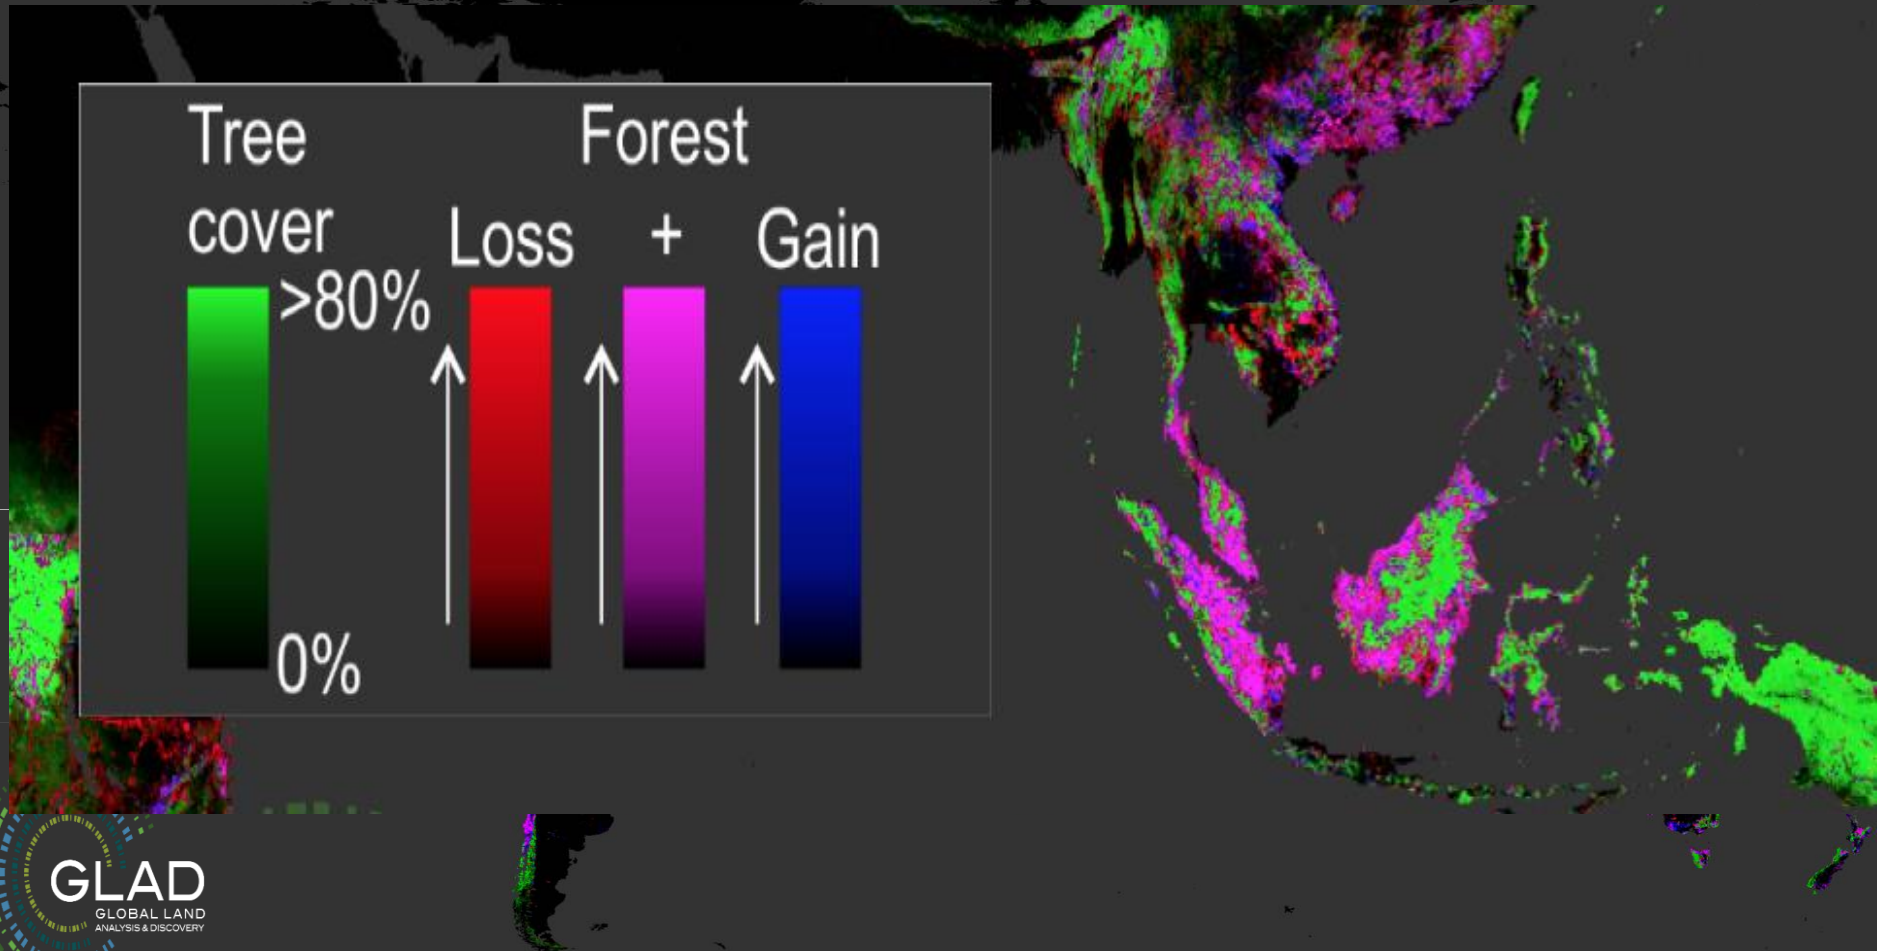 Tree
cover
Forest
Loss + Gain
>80%
0%
GLAD
GLOBAL LAND
ANALYSIS & DISCOVERY